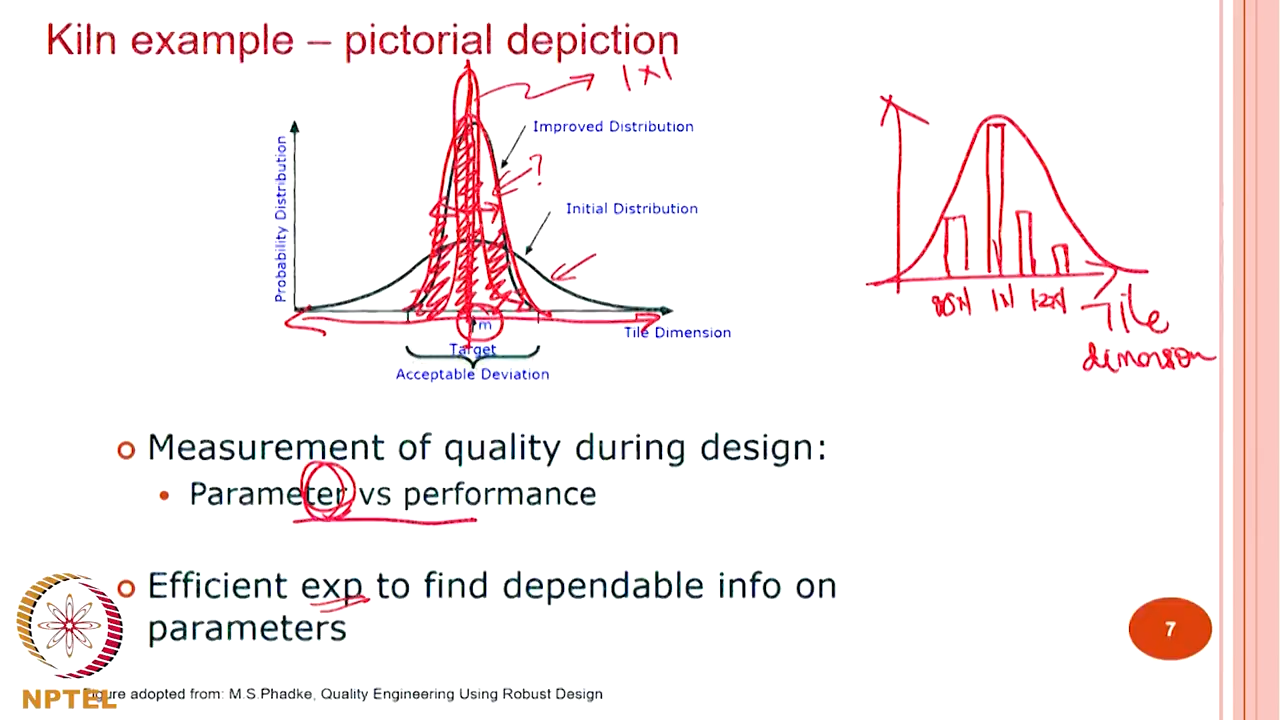 Kiln example – pictorial depiction
1x1
Improved Distribution
?
Initial Distribution
Probability Distribution
m
Target
Tile Dimension
Acceptable Deviation
1x1
Tile
dimension
Measurement of quality during design:
Parameter vs performance
Efficient exp to find dependable info on
parameters
7
NPTEL
Figure adopted from: M.S.Phadke, Quality Engineering Using Robust Design